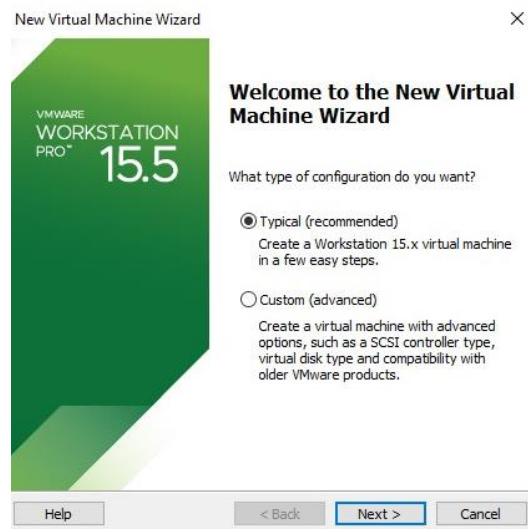 New Virtual Machine Wizard
VMWARE
WORKSTATION
PRO™ 15.5
Welcome to the New Virtual
Machine Wizard
What type of configuration do you want?
Typical (recommended)
Create a Workstation 15.x virtual machine
in a few easy steps.
Custom (advanced)
Create a virtual machine with advanced
options, such as a SCSI controller type,
virtual disk type and compatibility with
older VMware products.
Help
< Back
Next >
Cancel